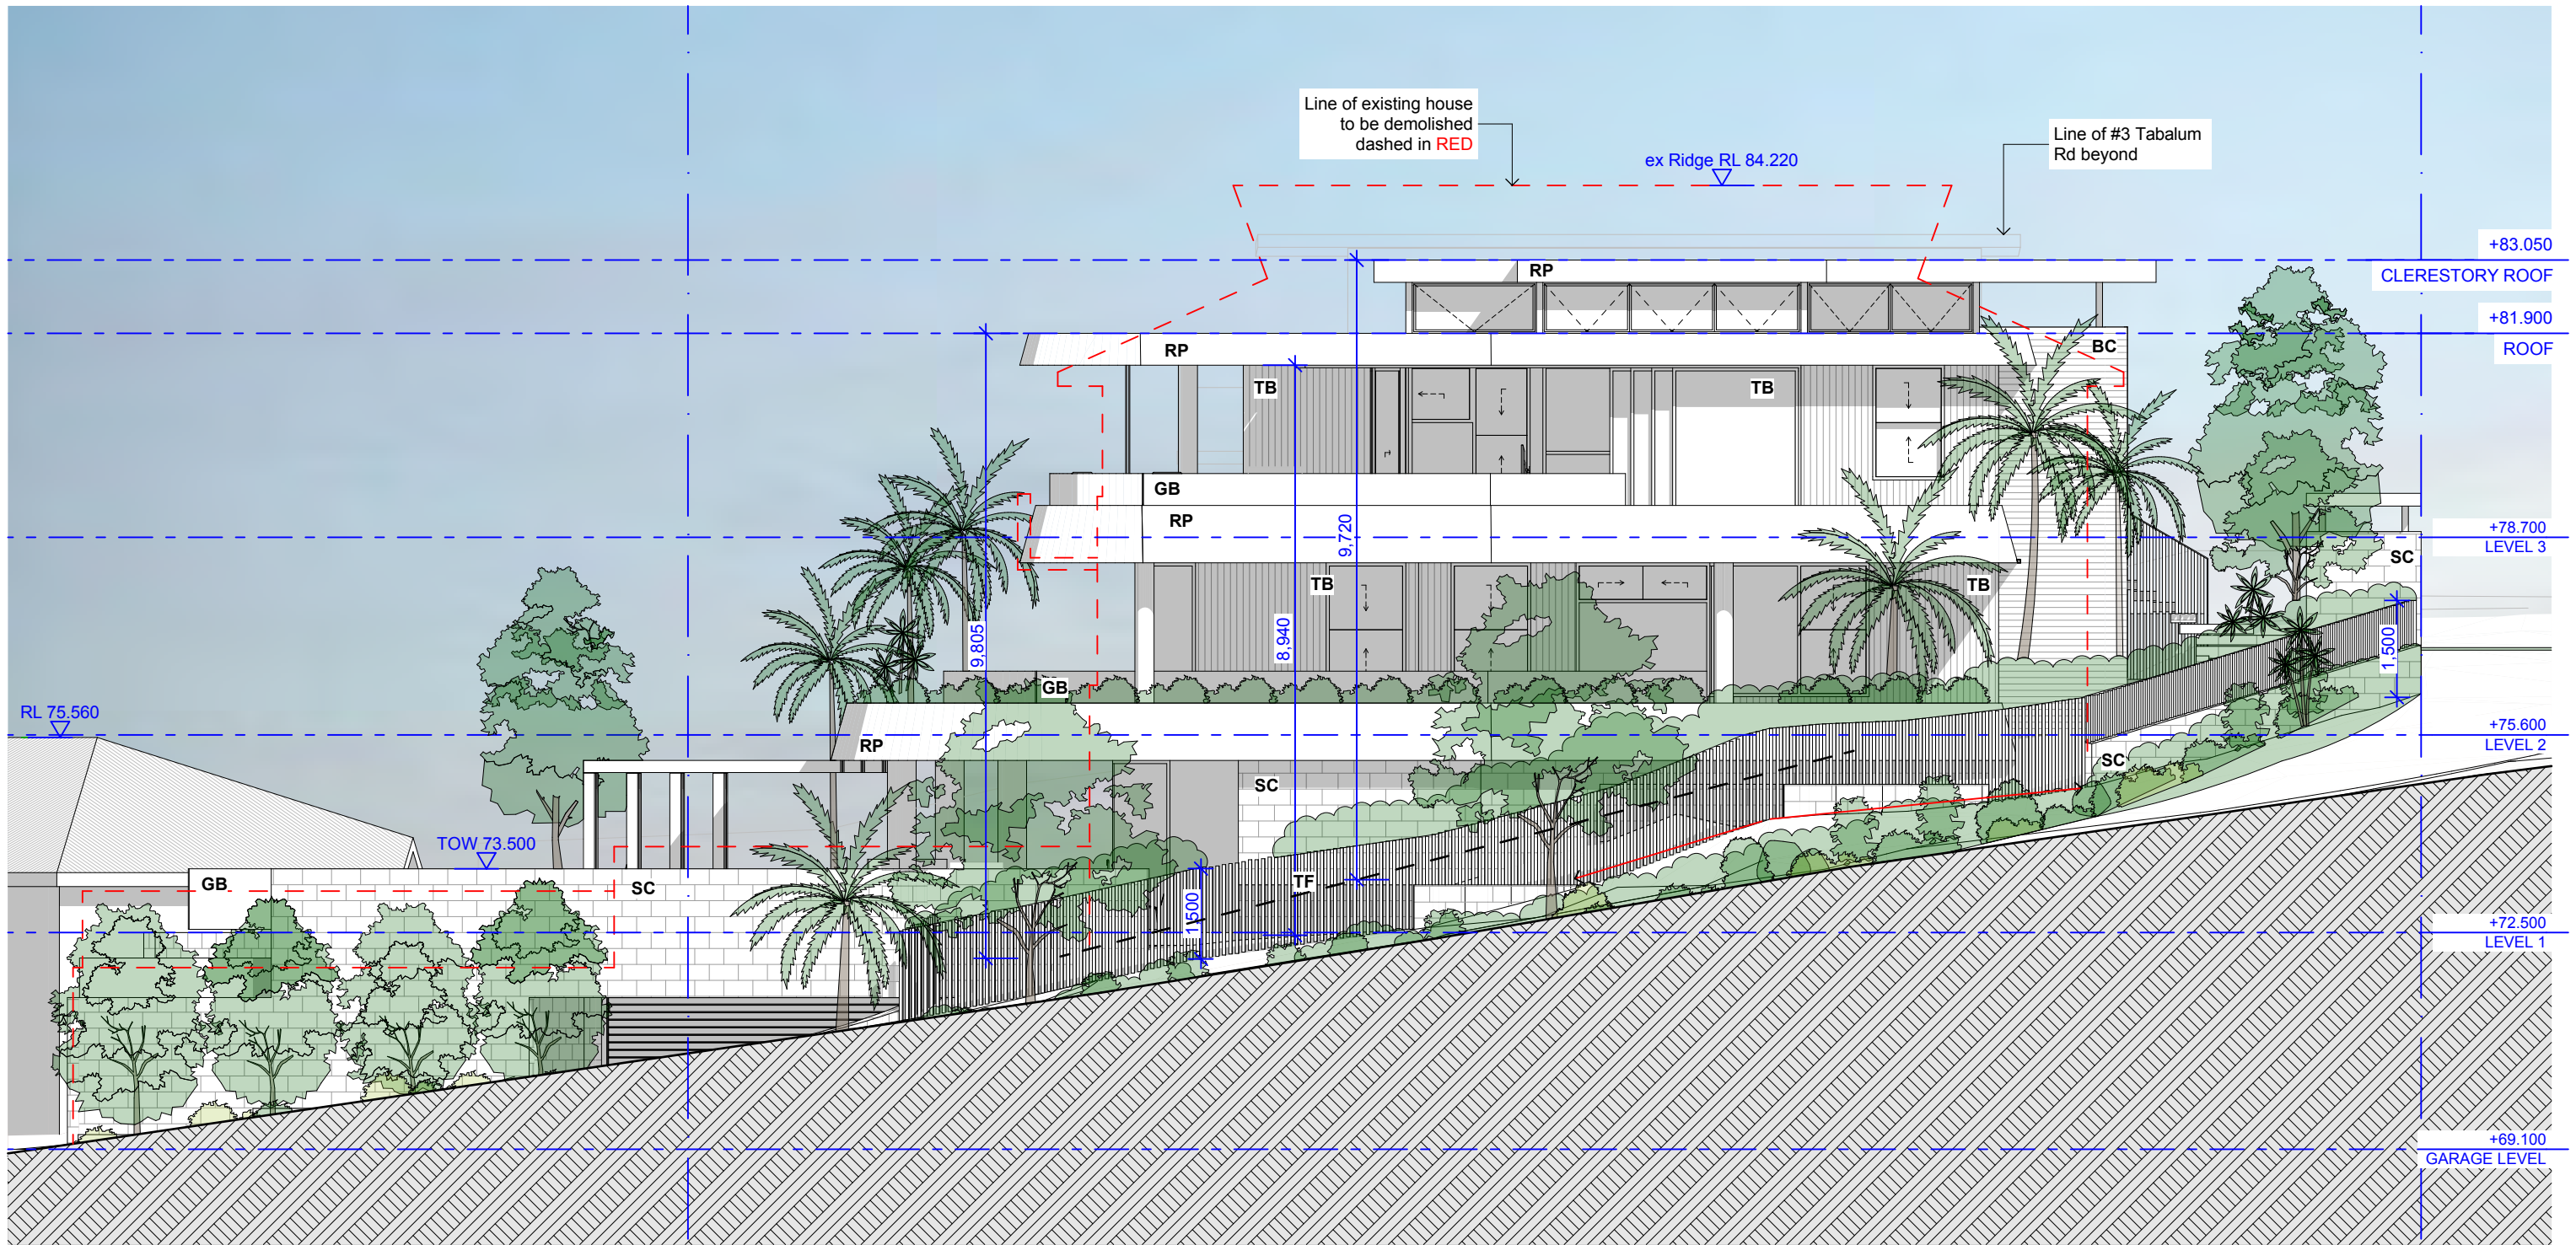 Line of existing house
to be demolished
dashed in RED
Line of #3 Tabalum
Rd beyond
ex Ridge RL 84.220
+83.050
CLERESTORY ROOF
RP
+81.900
ROOF
RP
BC
TB
TB
GB
RP
9,720
+78.700
LEVEL 3
SC
TB
TB
9,805
8,940
1,500
GB
RL 75.560
+75.600
LEVEL 2
RP
SC
SC
TOW 73.500
GB
SC
TF
1500
+72.500
LEVEL 1
+69.100
GARAGE LEVEL